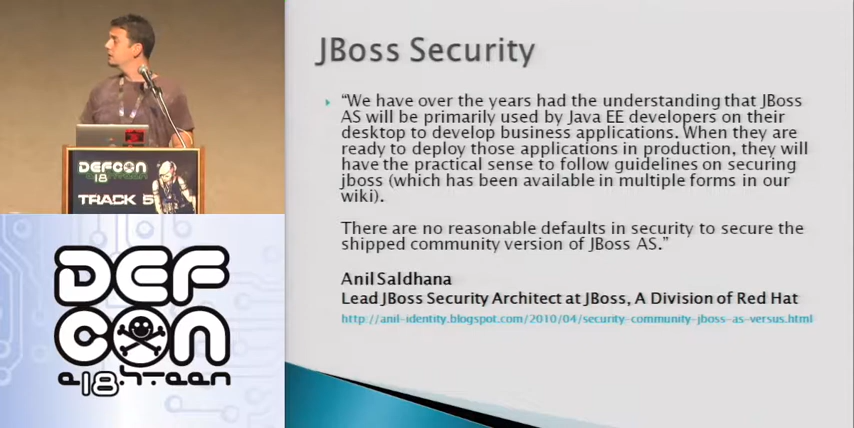 DEFCON
18
TRACK 5
DEF
CON
e18.hteen
JBoss Security
“We have over the years had the understanding that JBoss
AS will be primarily used by Java EE developers on their
desktop to develop business applications. When they are
ready to deploy those applications in production, they will
have the practical sense to follow guidelines on securing
jboss (which has been available in multiple forms in our
wiki).
There are no reasonable defaults in security to secure the
shipped community version of JBoss AS.”
Anil Saldhana
Lead JBoss Security Architect at JBoss, A Division of Red Hat
http://anil-identity.blogspot.com/2010/04/security-community-jboss-as-versus.html